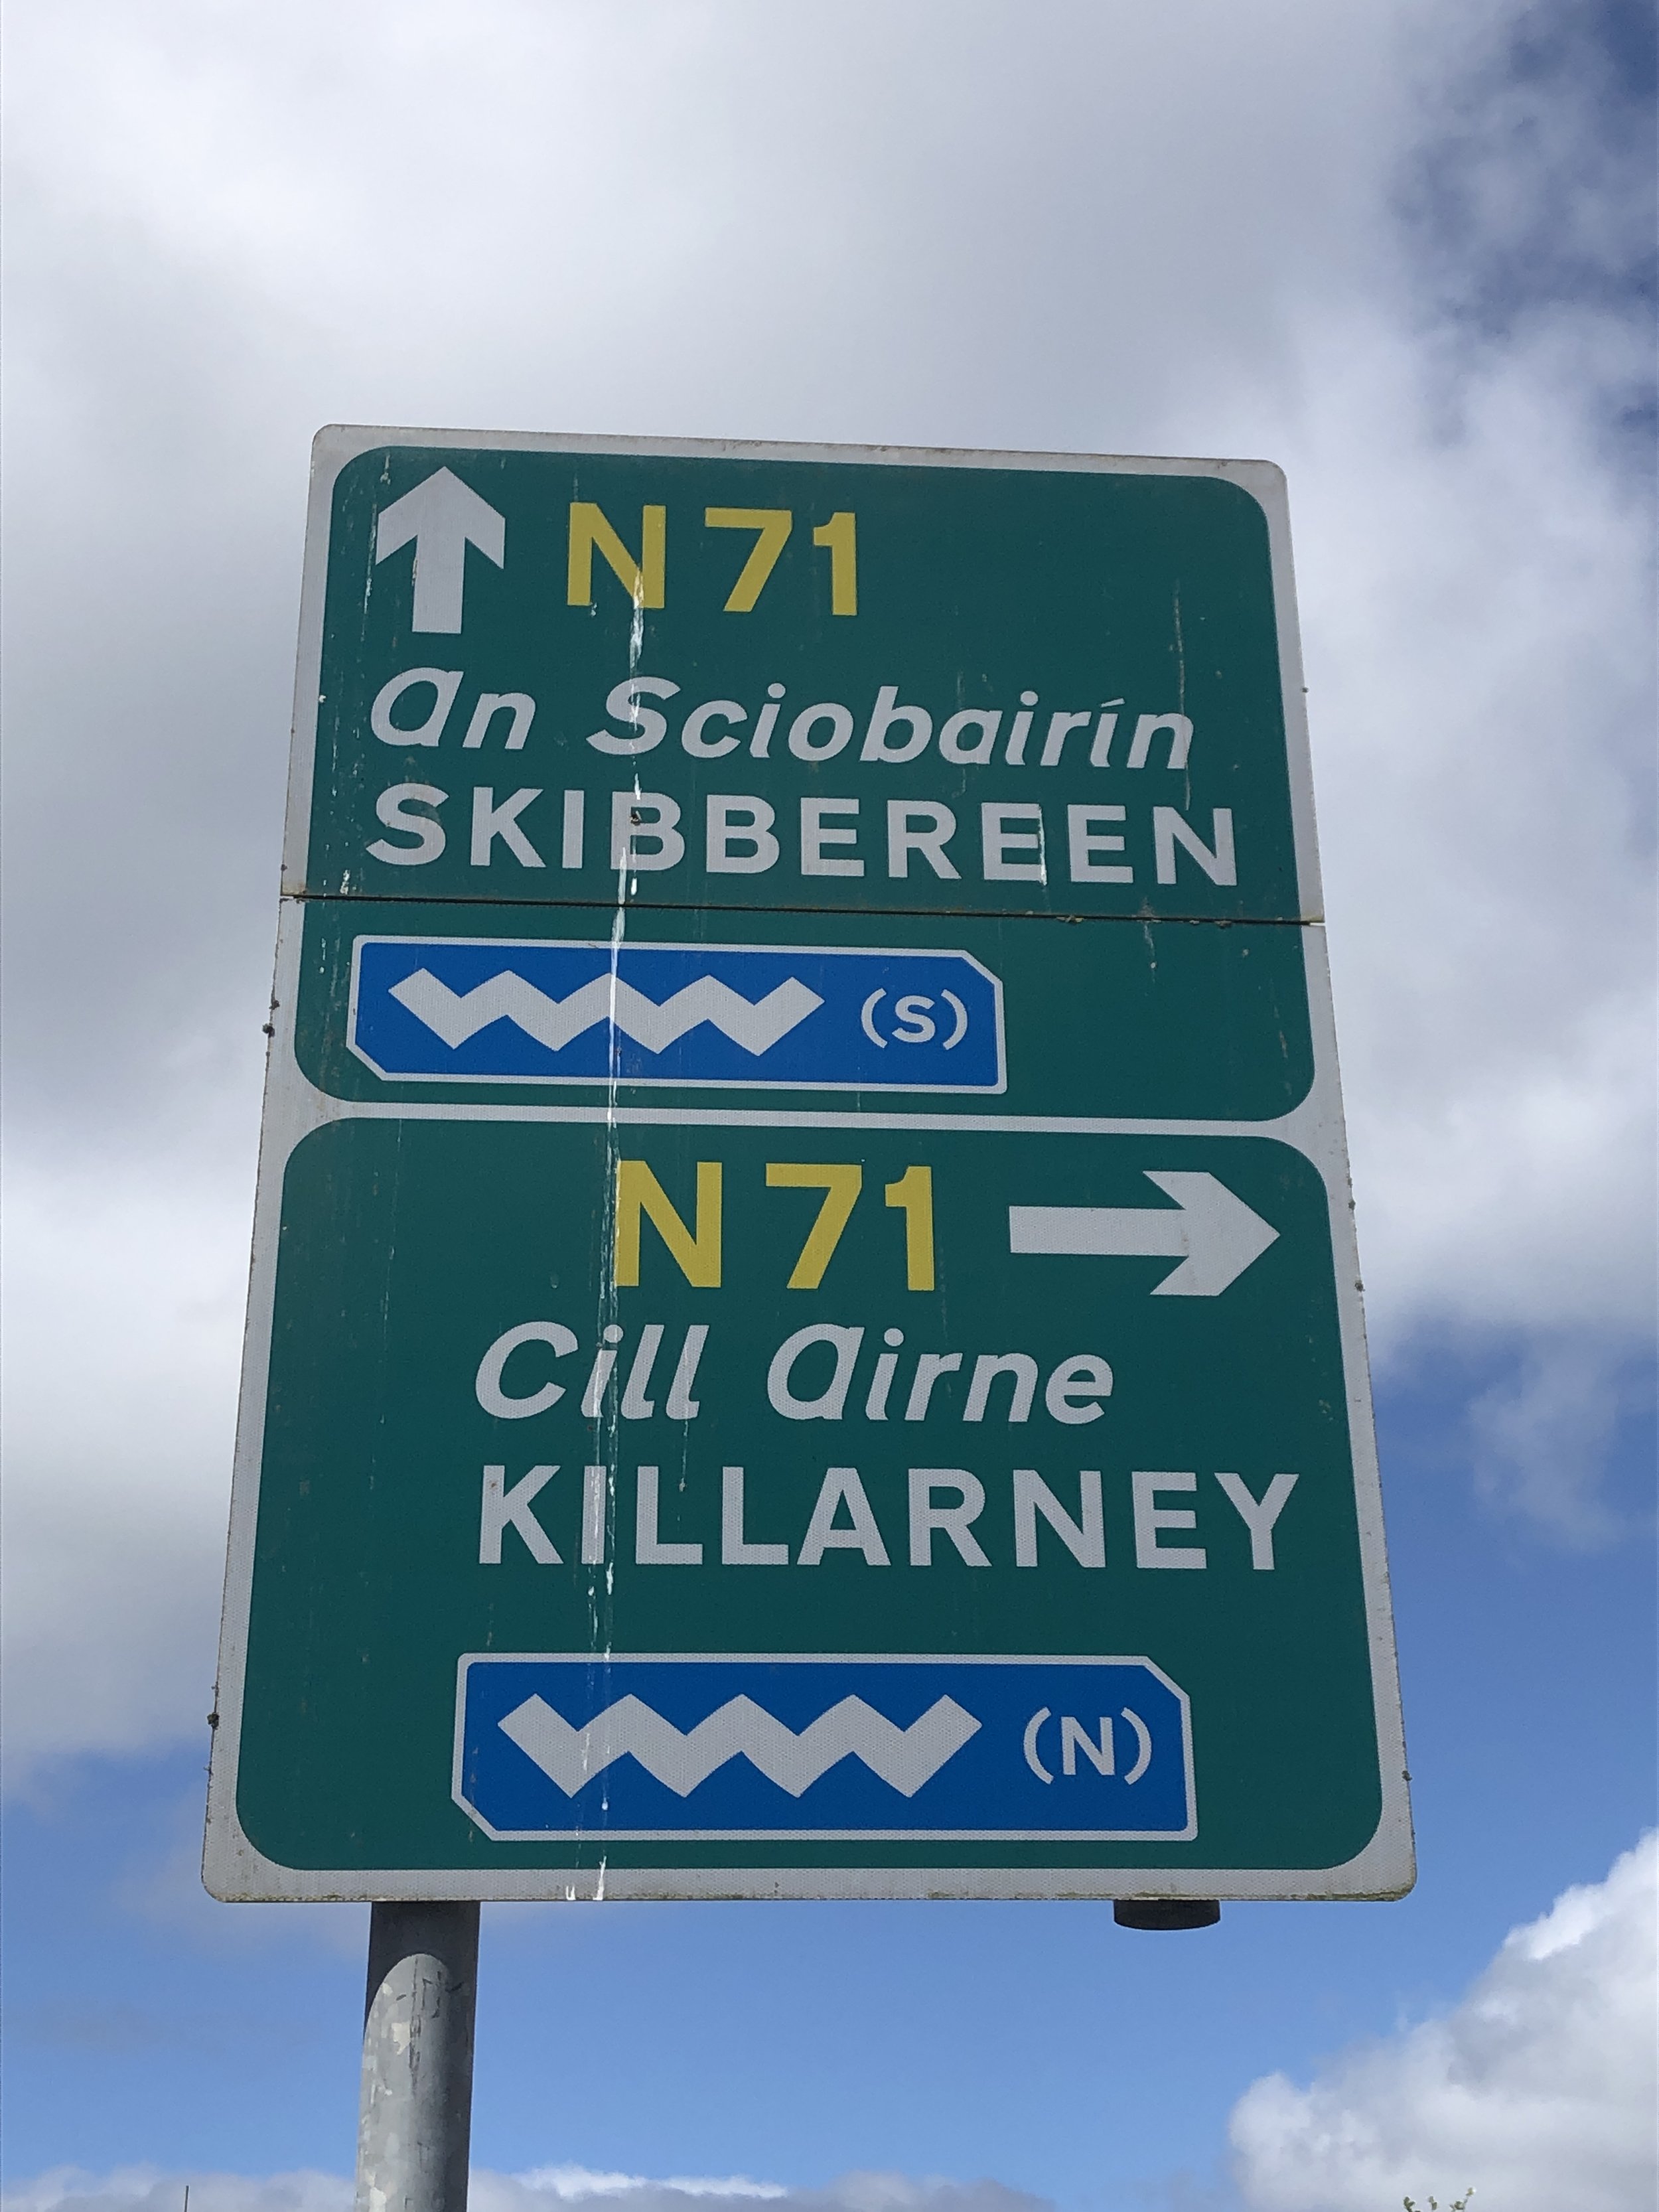 N71
An Sciobairín
SKIBBEREEN
(S)
N71
Cill Airne
KILLARNEY
(N)